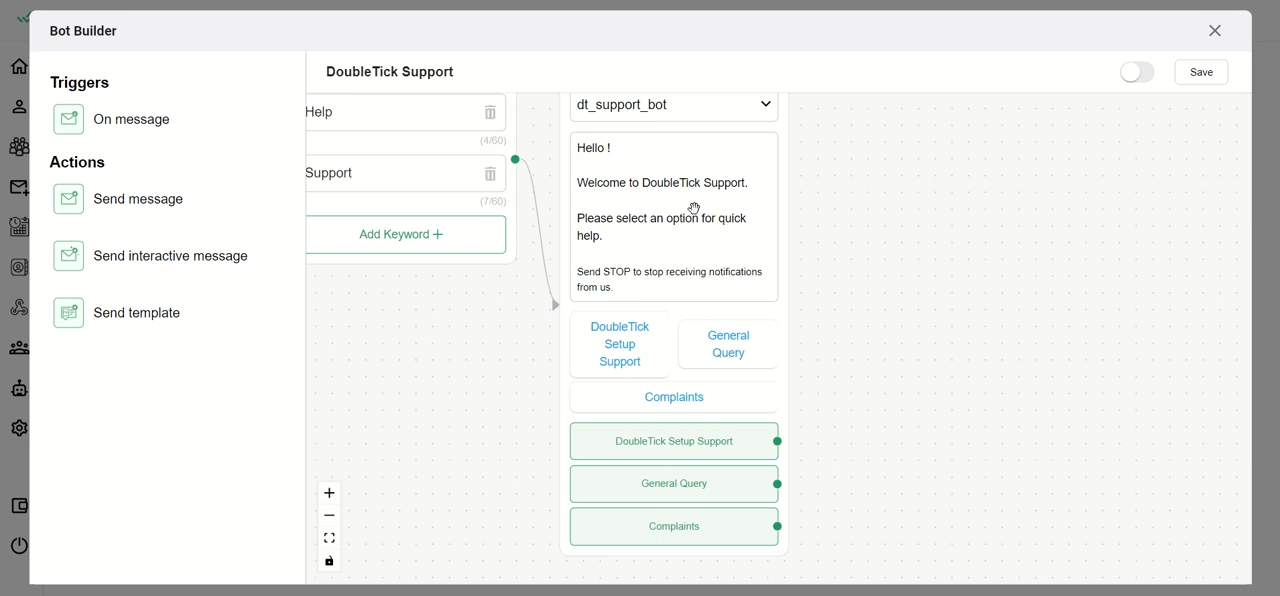 Bot Builder
Triggers
On message
Actions
Send message
Send interactive message
Send template
DoubleTick Support
Save
Help
(4/60)
Support
(7/60)
Add Keyword +
dt_support_bot
Hello !
Welcome to DoubleTick Support.
Please select an option for quick
help.
Send STOP to stop receiving notifications
from us.
DoubleTick
Setup
Support
General
Query
Complaints
DoubleTick Setup Support
General Query
Complaints